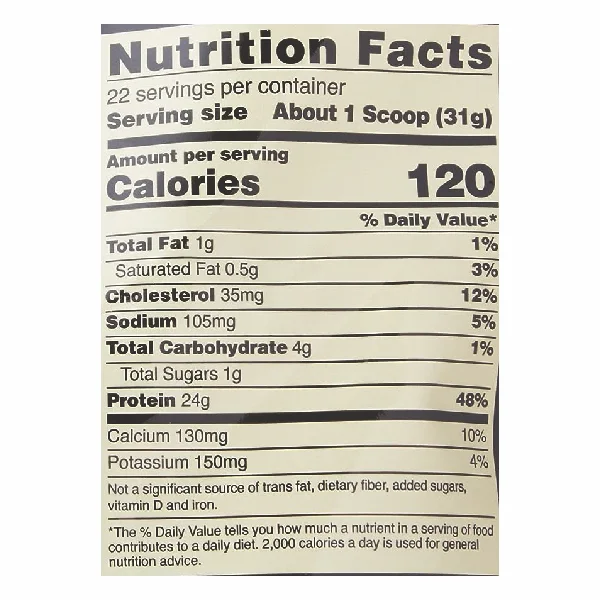 Nutrition Facts
22 servings per container
Serving size About 1 Scoop (31g)
Amount per serving
Calories 120
% Daily Value*
Total Fat 1g 1%
Saturated Fat 0.5g 3%
Cholesterol 35mg 12%
Sodium 105mg 5%
Total Carbohydrate 4g 1%
Total Sugars 1g
Protein 24g 48%
Calcium 130mg 10%
Potassium 150mg 4%
Not a significant source of trans fat, dietary fiber, added sugars,
vitamin D and iron.
*The % Daily Value tells you how much a nutrient in a serving of food
contributes to a daily diet. 2,000 calories a day is used for general
nutrition advice.